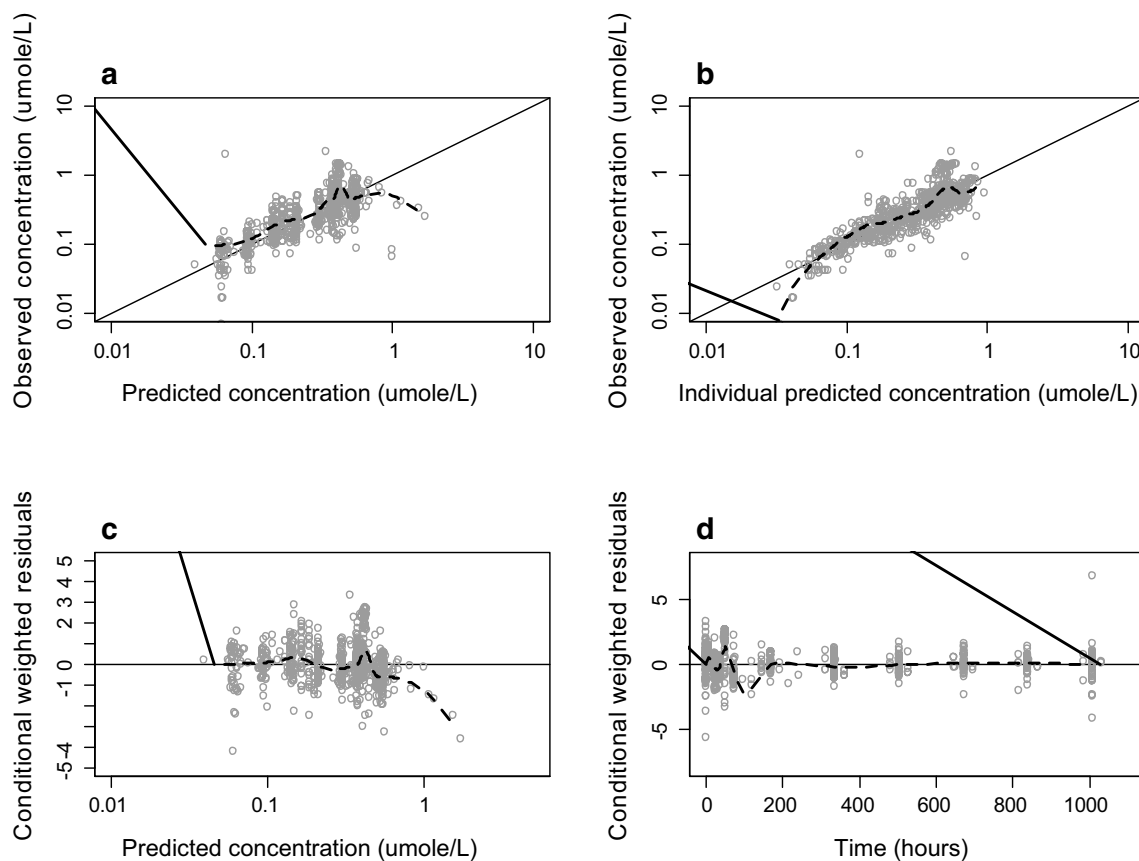 a
Observed concentration (umole/L)
10
1
0.1
0.01
0.01 0.1 1 10
Predicted concentration (umole/L)
b
Observed concentration (umole/L)
10
1
0.1
0.01
0.01 0.1 1 10
Individual predicted concentration (umole/L)
c
Conditional weighted residuals
5
4
3
2
0
-1
-4
-5
0.01 0.1 1
Predicted concentration (umole/L)
d
Conditional weighted residuals
5
0
-5
0 200 400 600 800 1000
Time (hours)